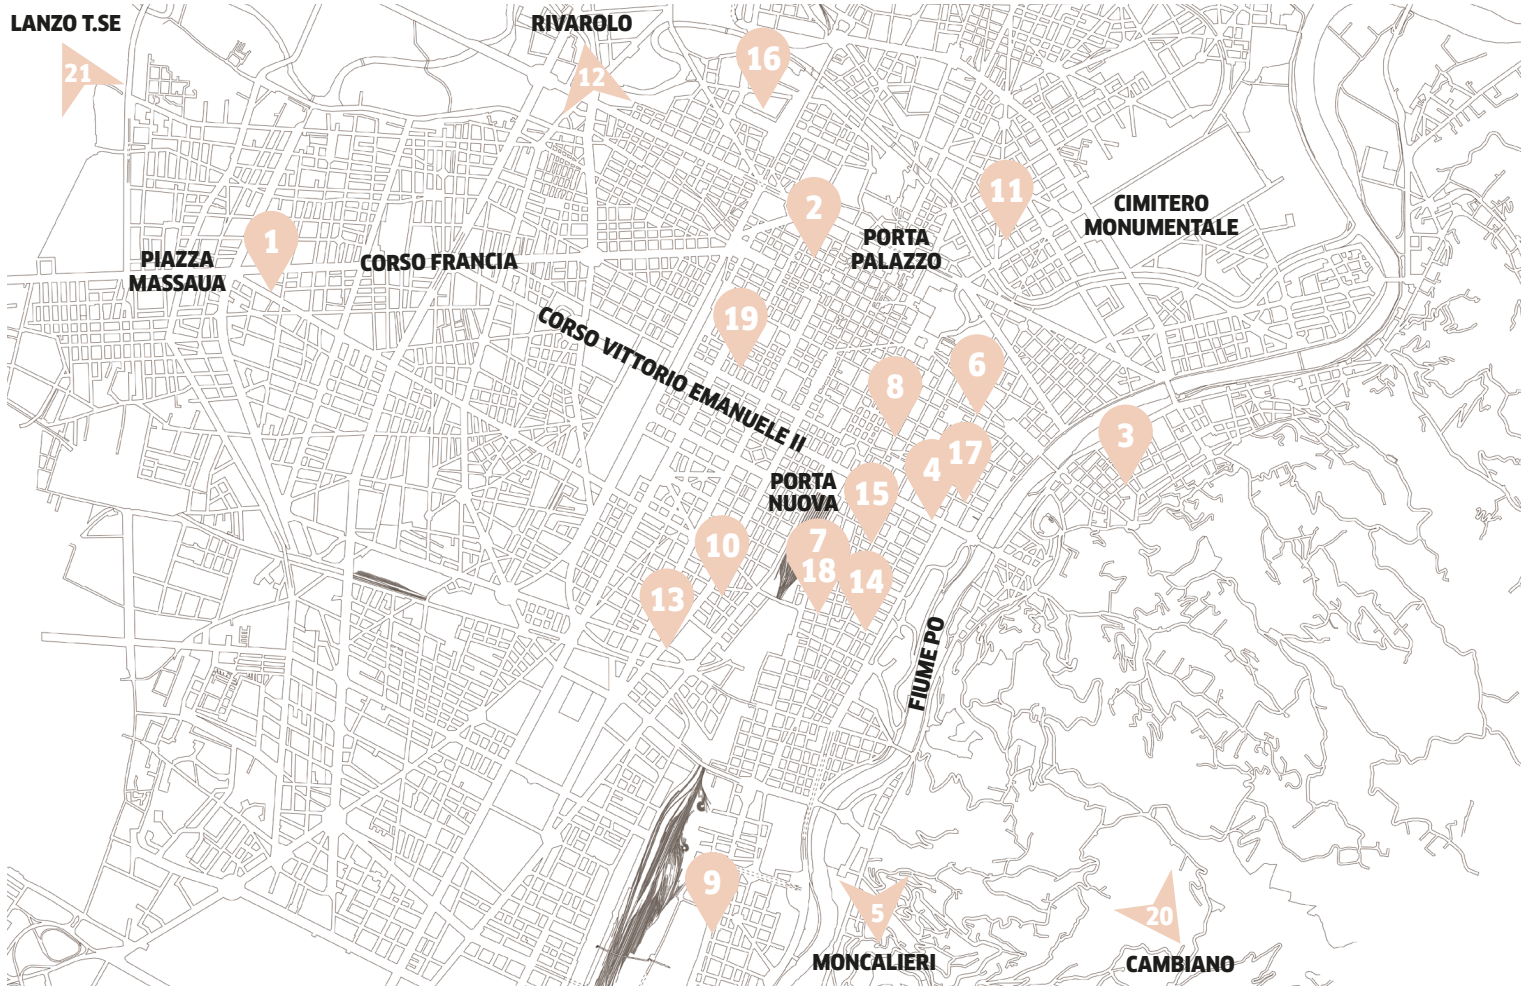 LANZO T.SE
RIVAROLO
21
12
16
2
11
CIMITERO
MONUMENTALE
1
PORTA
PALAZZO
PIAZZA
MASSAUA
CORSO FRANCIA
19
CORSO VITTORIO EMANUELE II
6
8
3
17
4
PORTA
NUOVA
15
7
18
10
14
13
FIUME PO
9
5
20
MONCALIERI
CAMBIANO